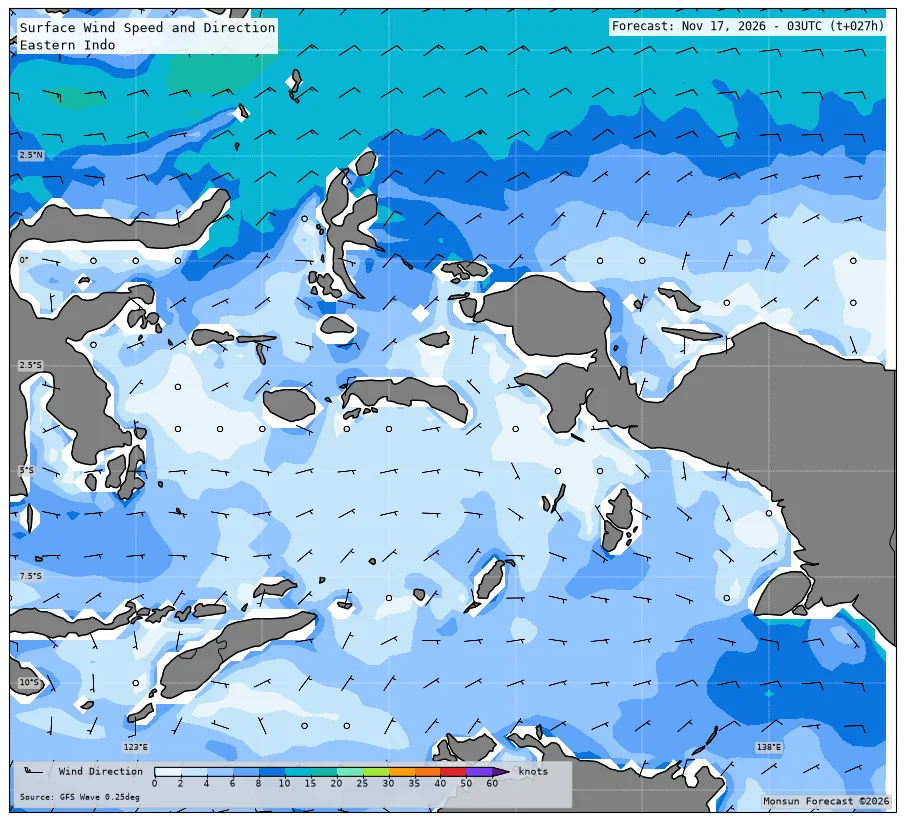 Surface Wind Speed and Direction
Eastern Indo
Forecast: Nov 17, 2026 - 03UTC (t+027h)
2.5°N
0°
2.5°S
5°S
7.5°S
10°S
123°E
138°E
Wind Direction
knots
0 2 4 6 8 10 15 20 25 30 35 40 50 60
Source: GFS Wave 0.25deg
Monsun Forecast ©2026